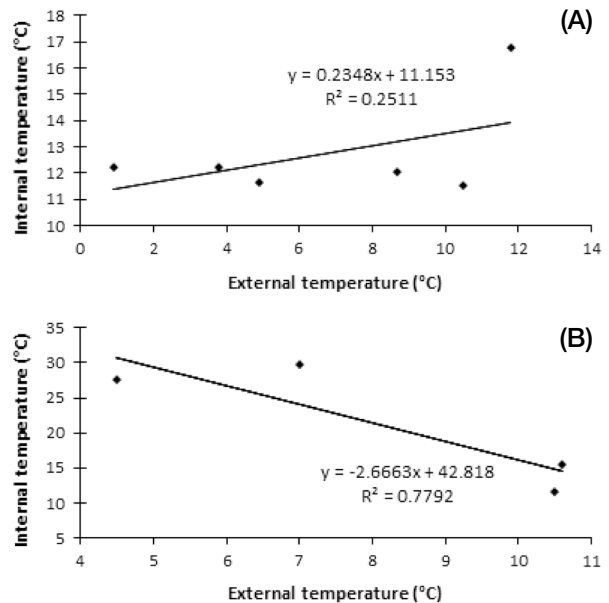 (A)
Internal temperature (°C)
18
17
16
15
14
13
12
11
10
y = 0.2348x + 11.153
R² = 0.2511
0 2 4 6 8 10 12 14
External temperature (°C)
(B)
Internal temperature (°C)
35
30
25
20
15
10
5
y = -2.6663x + 42.818
R² = 0.7792
4 5 6 7 8 9 10 11
External temperature (°C)